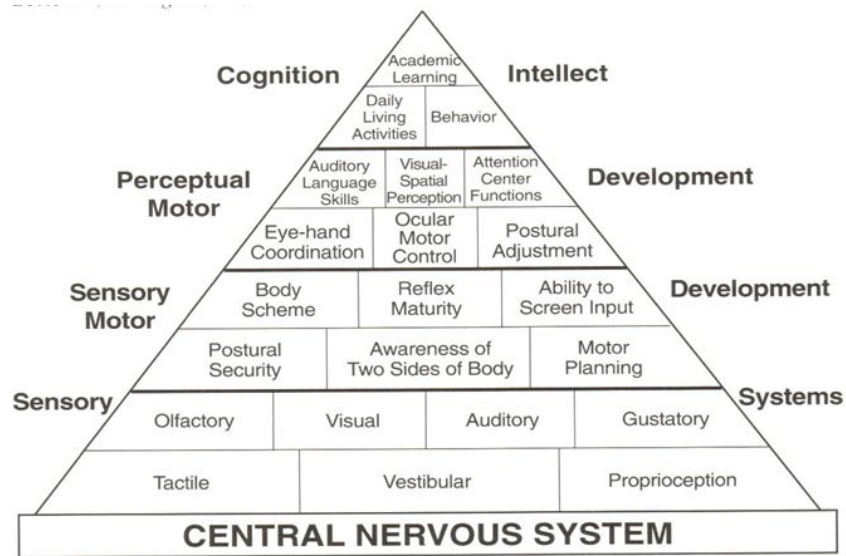 Academic
Learning
Cognition
Intellect
Daily
Living
Activities
Behavior
Auditory
Language
Skills
Visual-
Spatial
Perception
Attention
Center
Functions
Perceptual
Motor
Development
Eye-hand
Coordination
Ocular
Motor
Control
Postural
Adjustment
Sensory
Motor
Body
Scheme
Reflex
Maturity
Ability to
Screen Input
Development
Postural
Security
Awareness of
Two Sides of Body
Motor
Planning
Sensory
Systems
Olfactory
Visual
Auditory
Gustatory
Tactile
Vestibular
Proprioception
CENTRAL NERVOUS SYSTEM